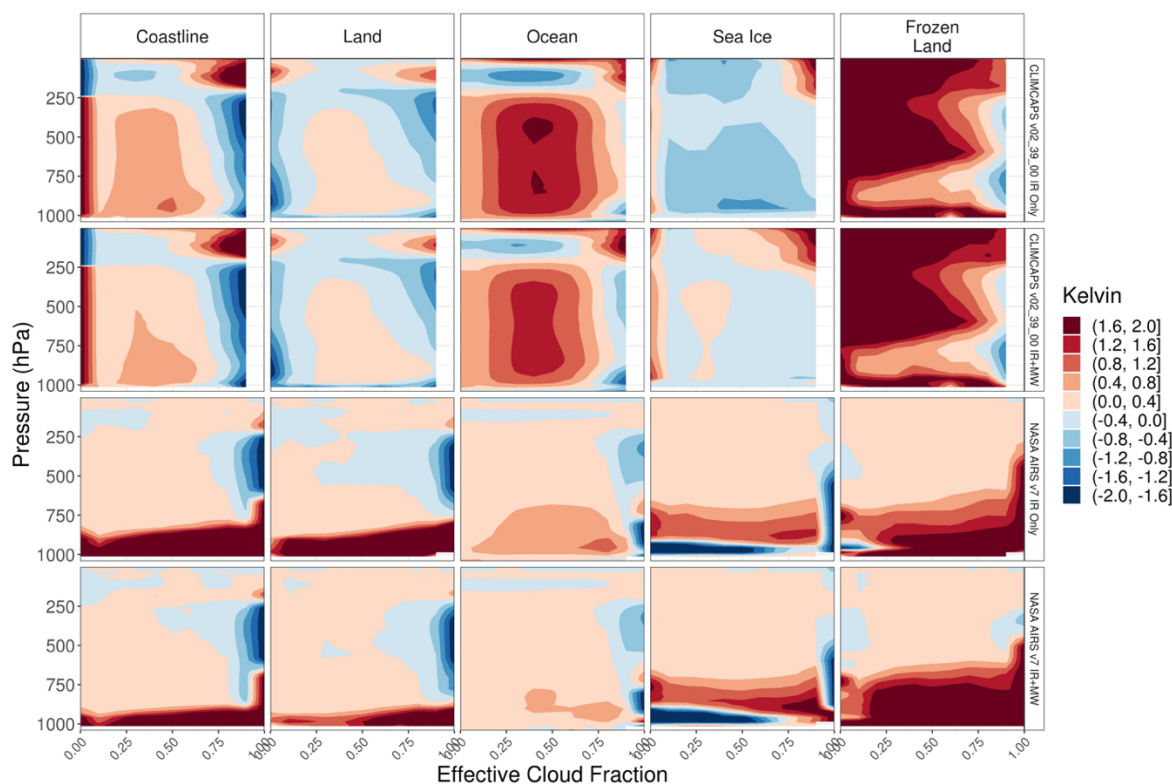 Coastline
Land
Ocean
Sea Ice
Frozen
Land
250
500
750
1000
CLIMCAPS v02_39_00 IR Only
250
500
750
1000
CLIMCAPS v02_39_00 IR+MW
250
500
750
1000
NASA AIRS v7 IR Only
250
500
750
1000
NASA AIRS v7 IR+MW
Pressure (hPa)
0.00 0.25 0.50 0.75 1.00
0.00 0.25 0.50 0.75 1.00
0.00 0.25 0.50 0.75 1.00
0.00 0.25 0.50 0.75 1.00
0.00 0.25 0.50 0.75 1.00
Effective Cloud Fraction
Kelvin
(1.6, 2.0]
(1.2, 1.6]
(0.8, 1.2]
(0.4, 0.8]
(0.0, 0.4]
(-0.4, 0.0]
(-0.8, -0.4]
(-1.2, -0.8]
(-1.6, -1.2]
(-2.0, -1.6]